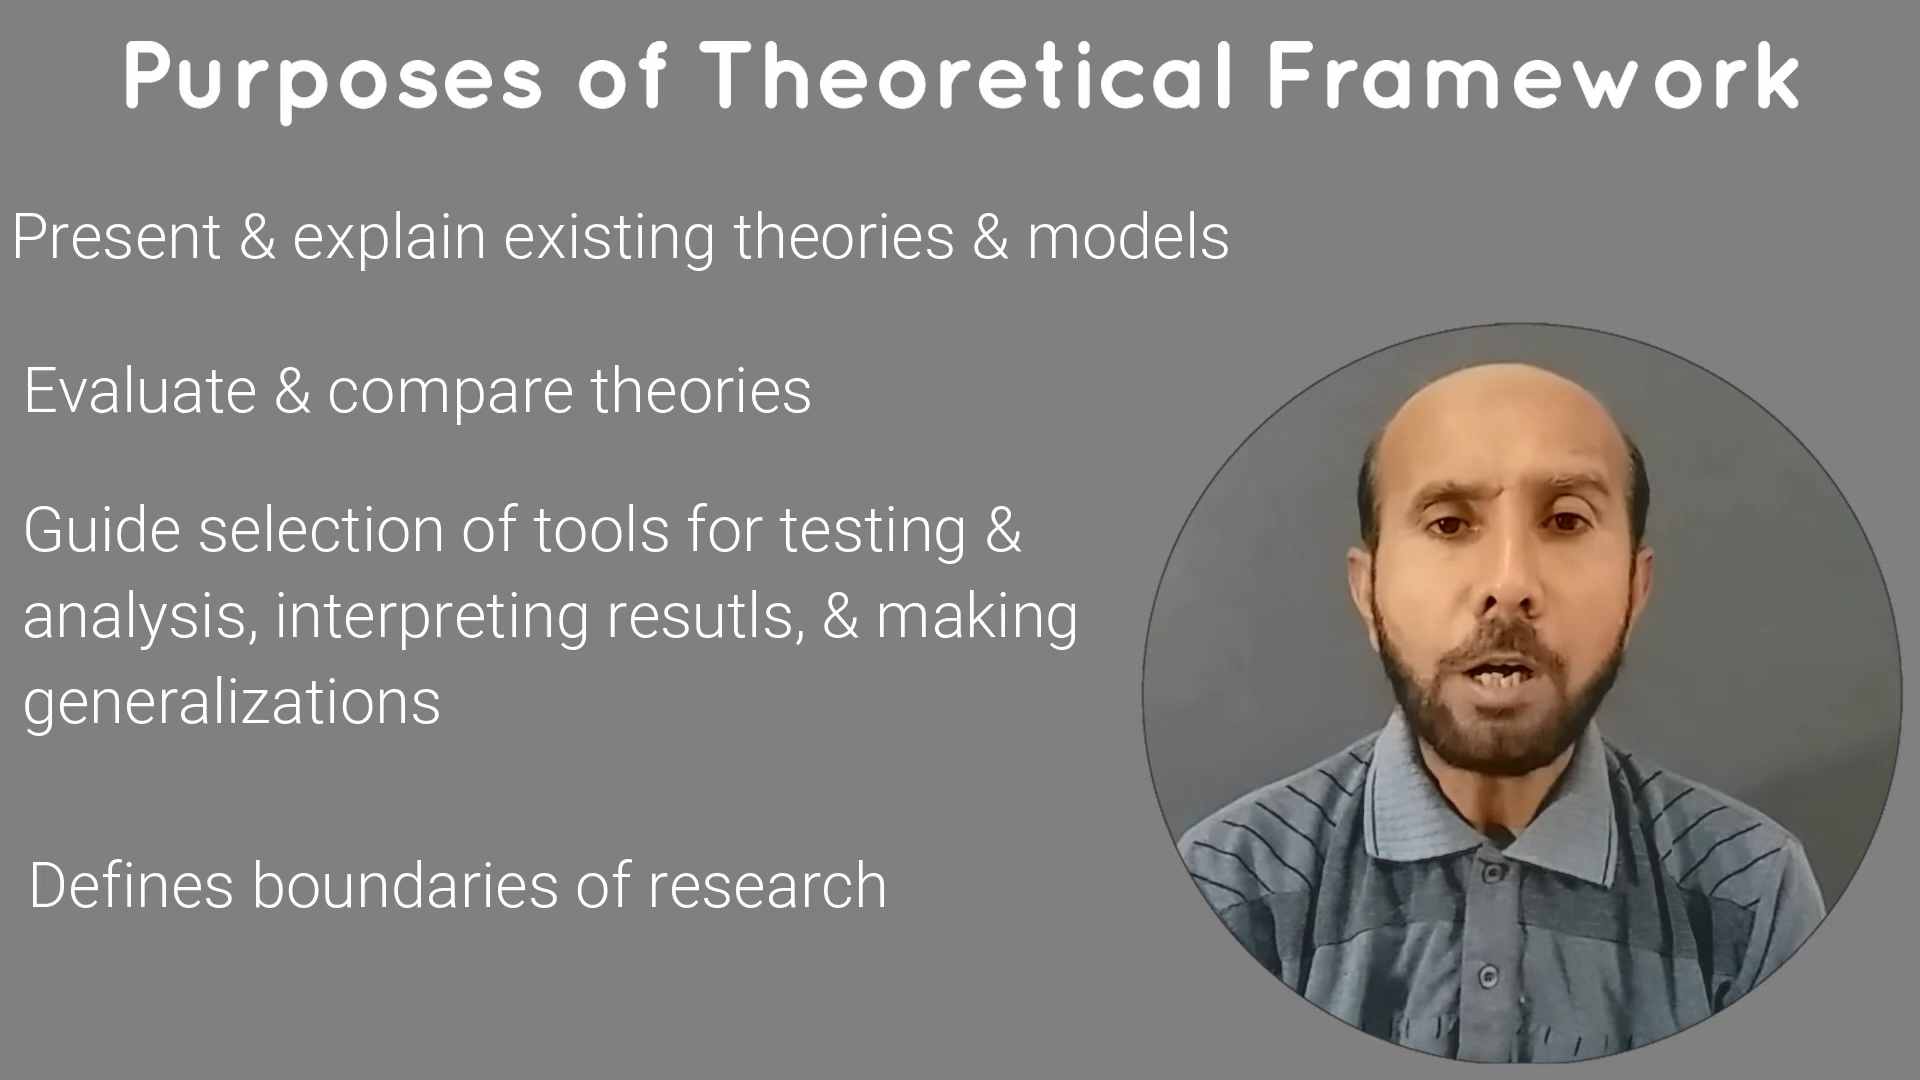 Purposes of Theoretical Framework
Present & explain existing theories & models
Evaluate & compare theories
Guide selection of tools for testing &
analysis, interpreting resutls, & making
generalizations
Defines boundaries of research